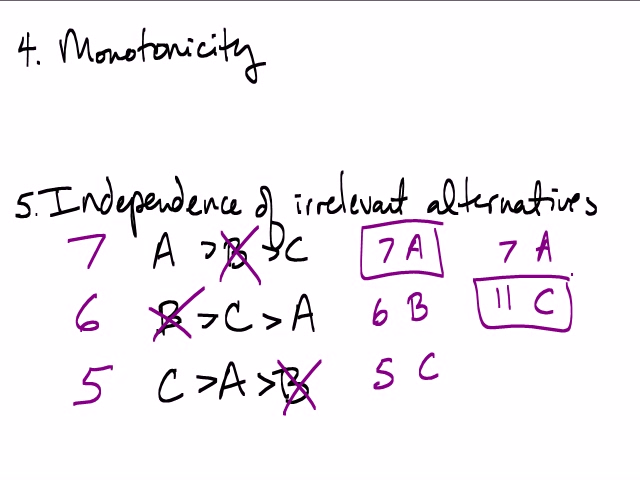 4. Monotonicity
5. Independence of irrelevant alternatives
7 A > B > C 7 A 7 A
6 B > C > A 6 B 11 C
5 C > A > B 5 C